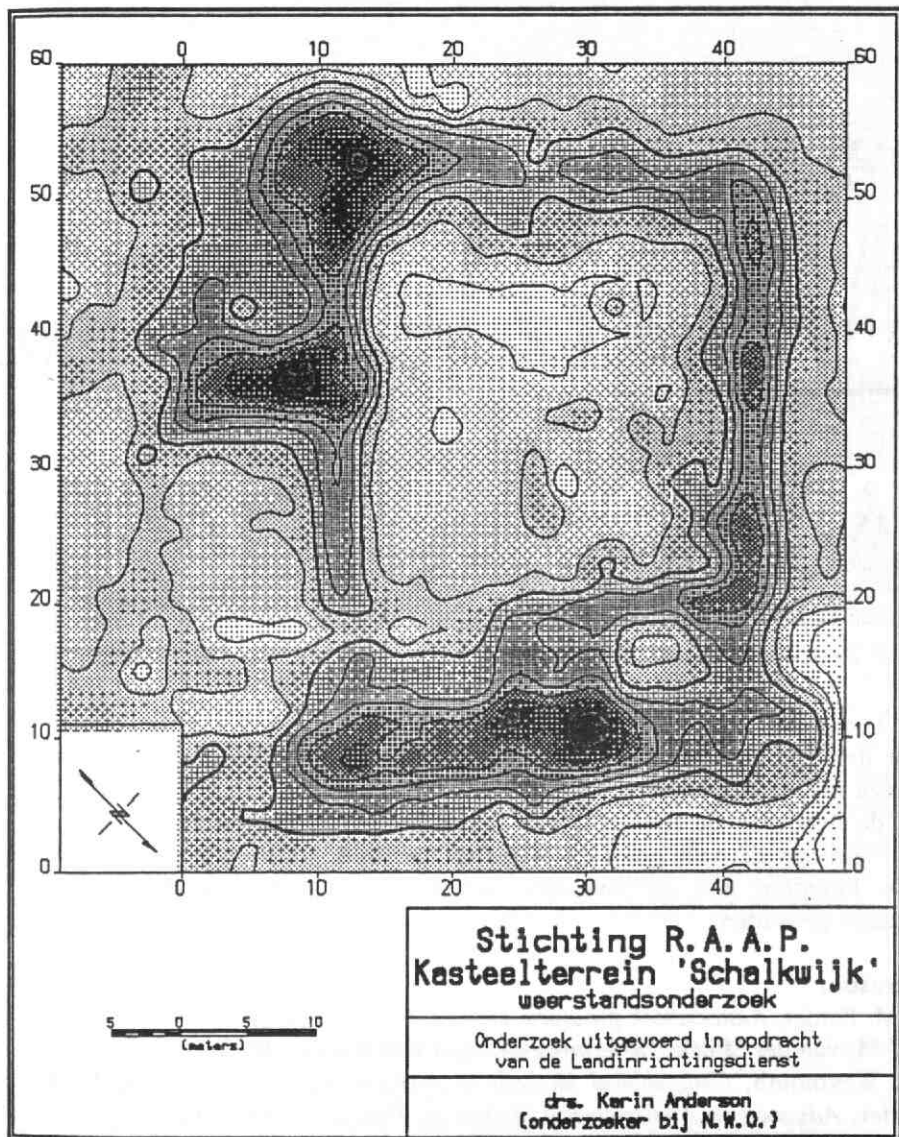 0 10 20 30 40
60 60
50 50
40 40
30 30
20 20
10 10
0 0
0 10 20 30 40
N
Stichting R.A.A.P.
Kasteelterrein 'Schalkwijk'
weerstandsonderzoek
5 0 5 10
(meters)
Onderzoek uitgevoerd in opdracht
van de Landinrichtingsdienst
drs. Karin Anderson
(onderzoeker bij N.W.O.)